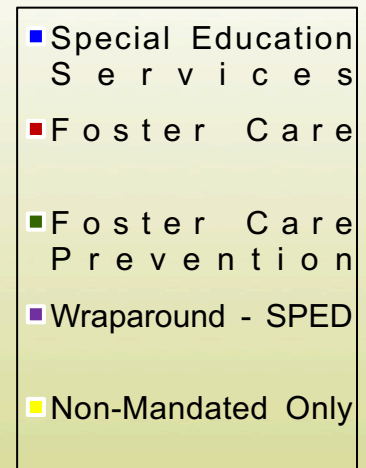 Special Education
Services
Foster Care
Foster Care
Prevention
Wraparound - SPED
Non-Mandated Only